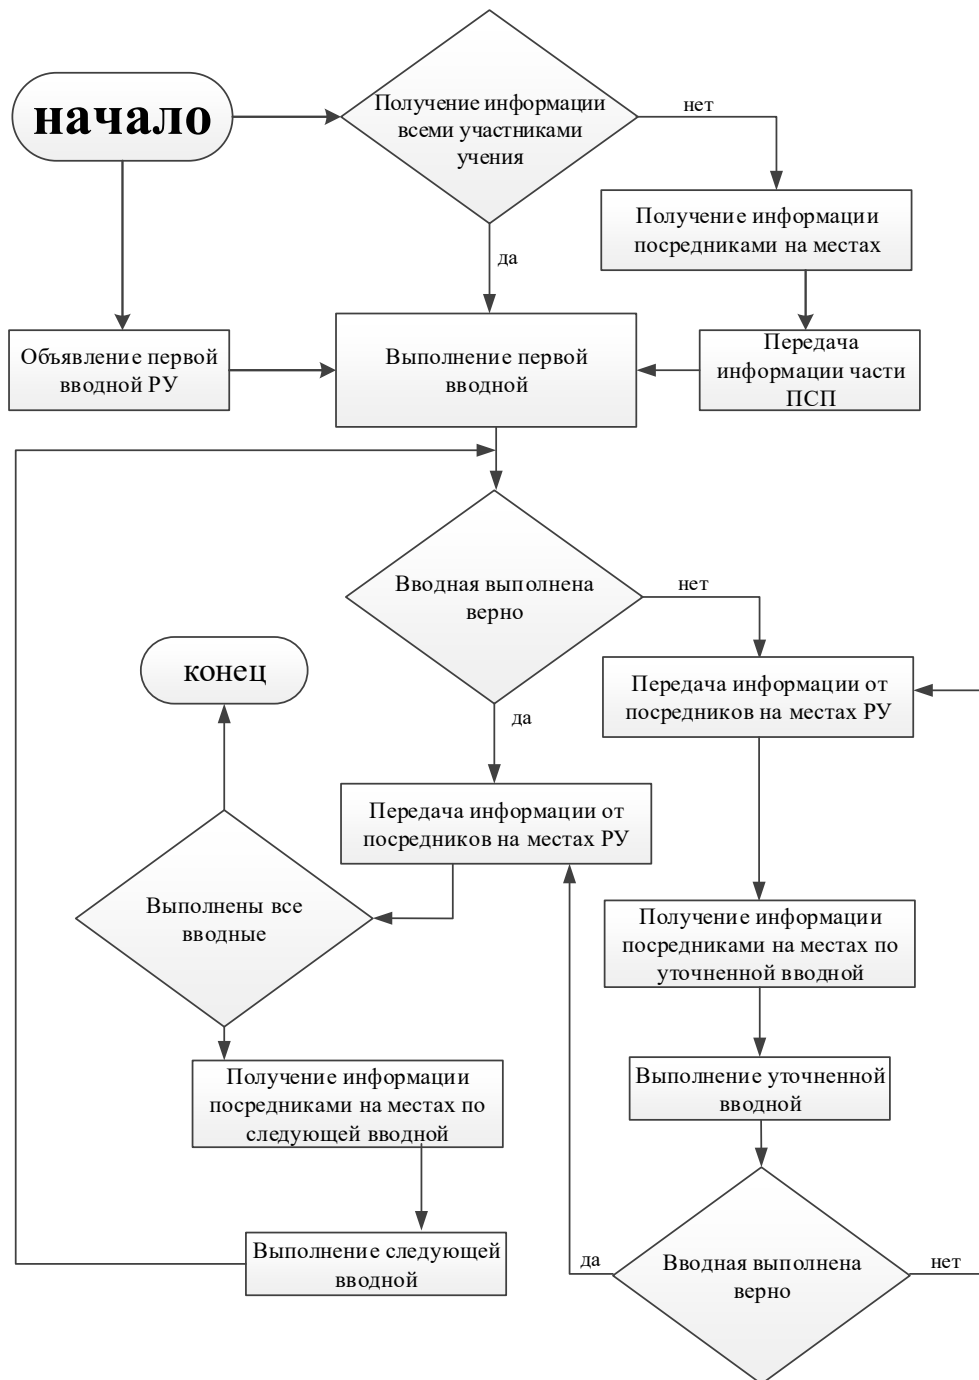 начало
Получение информации
всеми участниками
учения
нет
Получение информации
посредниками на местах
да
Объявление первой
вводной РУ
Выполнение первой
вводной
Передача
информации части
ПСП
Вводная выполнена
верно
нет
конец
Передача информации от
посредников на местах РУ
да
Передача информации от
посредников на местах РУ
Выполнены все
вводные
Получение информации
посредниками на местах по
уточненной вводной
Получение информации
посредниками на местах по
следующей вводной
Выполнение уточненной
вводной
Выполнение следующей
вводной
да
Вводная выполнена
верно
нет